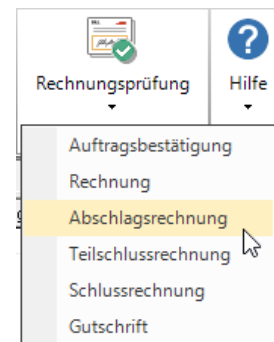 Rechnungsprüfung
Hilfe
Auftragsbestätigung
Rechnung
Abschlagsrechnung
Teilschlussrechnung
Schlussrechnung
Gutschrift